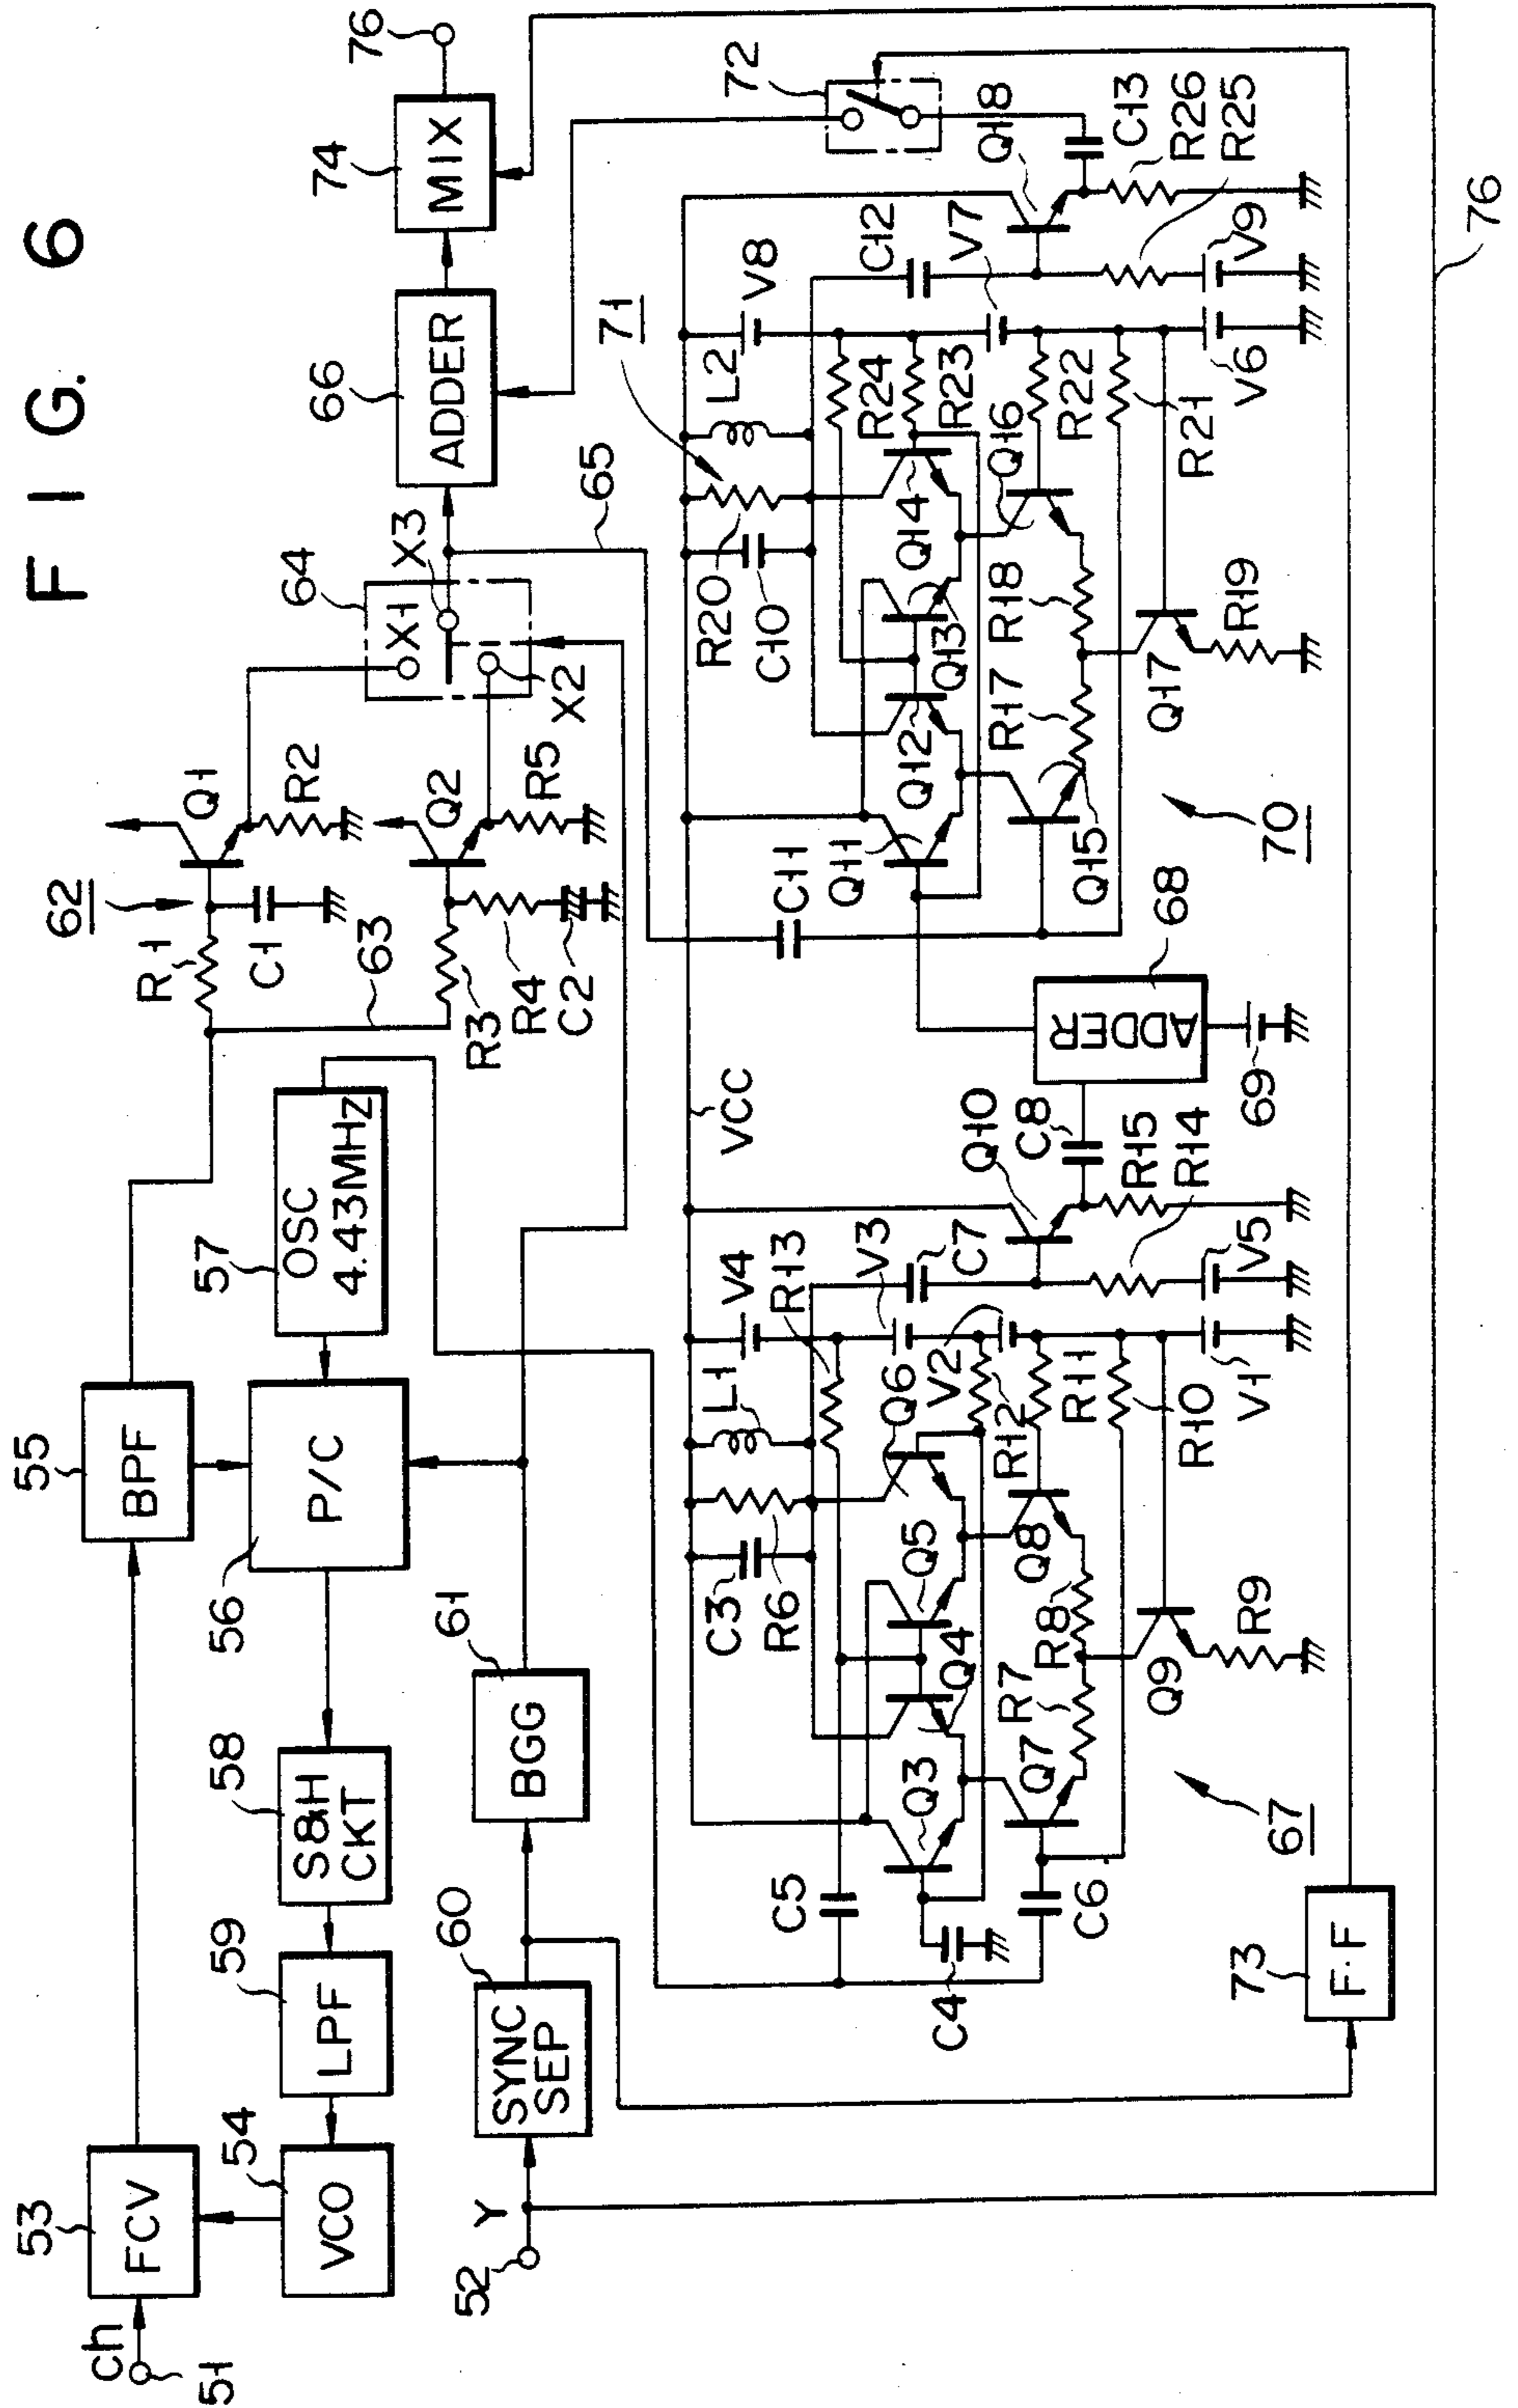 FIG. 6
ch
51
53
FCV
54
VCO
59
LPF
58
S&H
CKT
56
P/C
55
BPF
57
OSC
4.43MHz
52
Y
60
SYNC
SEP
61
BGG
62
R1
C1
Q1
R2
63
R3
R4
C2
Q2
R5
64
X1
X2
X3
65
66
ADDER
74
MIX
76
72
VCC
C5
C4
C6
Q3
Q4
Q5
Q6
Q7
Q8
Q9
R7
R8
R9
C3
R6
L1
R13
R12
R11
R10
V4
V3
V2
V1
C7
V5
Q10
C8
R15
R14
67
68
ADDER
69
C11
Q11
Q12
Q13
Q14
Q15
Q16
Q17
R17
R18
R19
R20
C10
71
L2
R24
R23
R22
R21
V8
V7
V6
V9
C12
Q18
C13
R26
R25
70
73
F·F
76